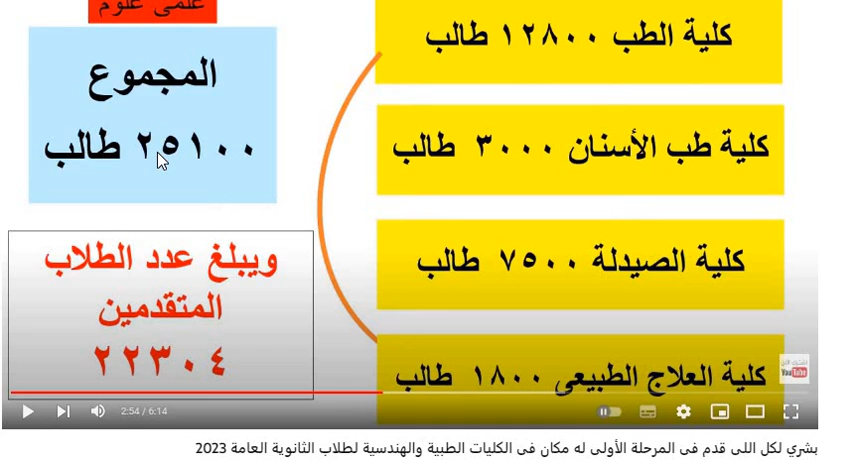 علمى علوم
المجموع
٢٥١٠٠ طالب
كلية الطب ١٢٨٠٠ طالب
كلية طب الأسنان ٣٠٠٠ طالب
كلية الصيدلة ٧٥٠٠ طالب
كلية العلاج الطبيعى ١٨٠٠ طالب
ويبلغ عدد الطلاب
المتقدمين
٢٢٣٠٤
YouTube
2:54 / 6:14
بشري لكل اللى قدم فى المرحلة الأولى له مكان فى الكليات الطبية والهندسية لطلاب الثانوية العامة 2023